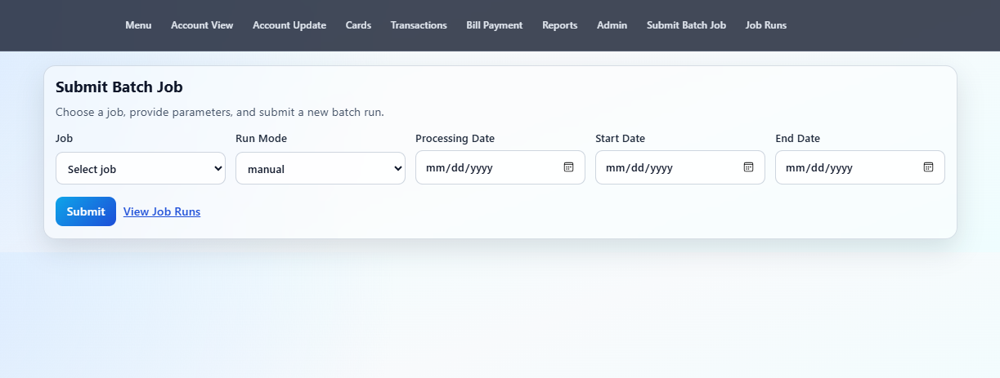 Menu Account View Account Update Cards Transactions Bill Payment Reports Admin Submit Batch Job Job Runs
Submit Batch Job
Choose a job, provide parameters, and submit a new batch run.
Job Run Mode Processing Date Start Date End Date
Select job manual mm/dd/yyyy mm/dd/yyyy mm/dd/yyyy
Submit View Job Runs